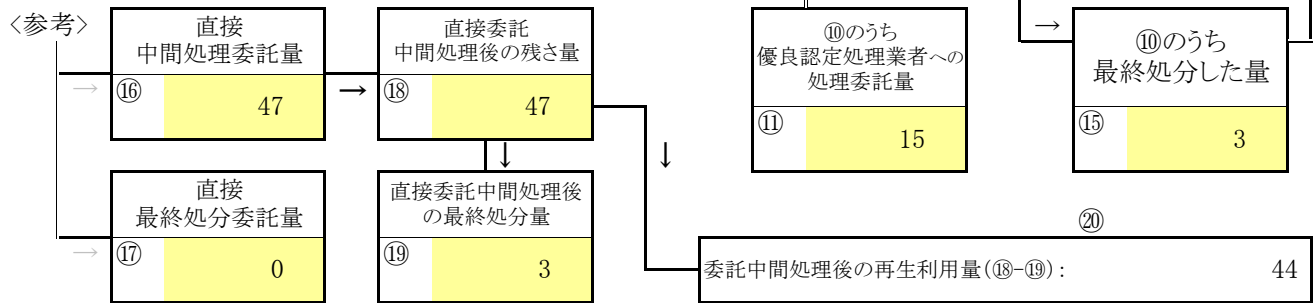 〈参考〉
直接
中間処理委託量
⑯
47
→
→
直接委託
中間処理後の残さ量
⑱
47
⑩のうち
優良認定処理業者への
処理委託量
⑪
15
→
⑩のうち
最終処分した量
⑮
3
↓
↓
直接
最終処分委託量
→
⑰
0
直接委託中間処理後
の最終処分量
⑲
3
⑳
委託中間処理後の再生利用量(⑱-⑲):
44